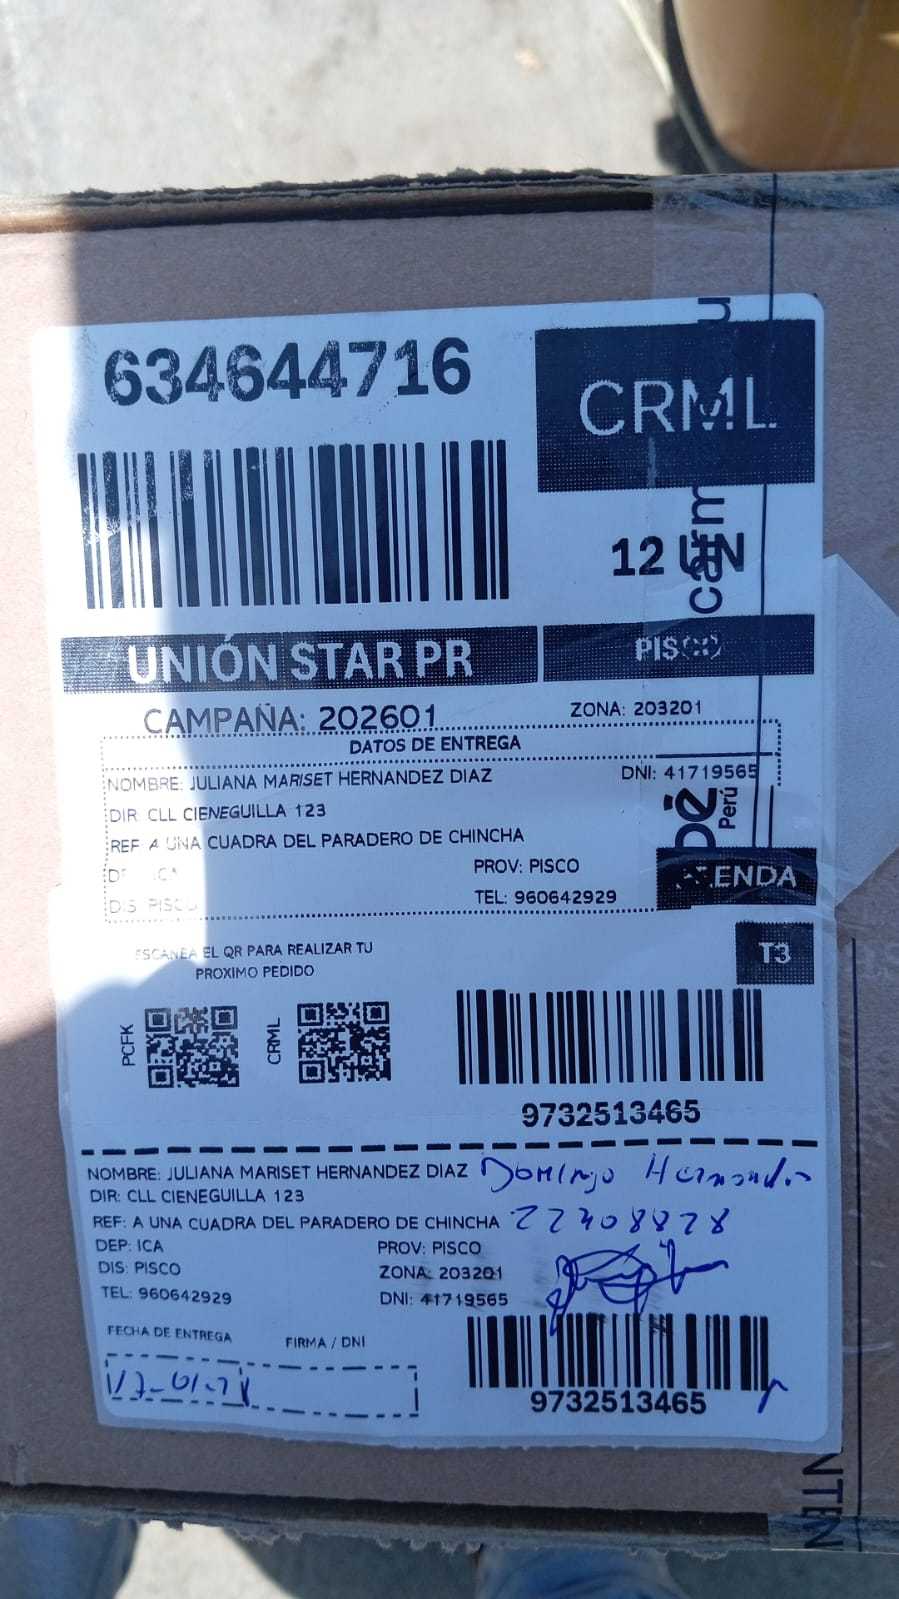 634644716
CRML
12
UNIÓN STAR PR
PISCO
CAMPAÑA: 202601
ZONA: 203201
DATOS DE ENTREGA
NOMBRE: JULIANA MARISET HERNANDEZ DIAZ
DNI: 41719565
DIR: CLL CIENEGUILLA 123
REF: A UNA CUADRA DEL PARADERO DE CHINCHA
PROV: PISCO
DIS: PISCO
TEL: 960642929
Perú
T3
ESCANEA EL QR PARA REALIZAR TU
PROXIMO PEDIDO
PCFK
CRML
9732513465
NOMBRE: JULIANA MARISET HERNANDEZ DIAZ Domingo Hernandez
DIR: CLL CIENEGUILLA 123
REF: A UNA CUADRA DEL PARADERO DE CHINCHA 22408828
DEP: ICA
PROV: PISCO
DIS: PISCO
ZONA: 203201
TEL: 960642929
DNI: 41719565
FECHA DE ENTREGA
FIRMA / DNI
9732513465